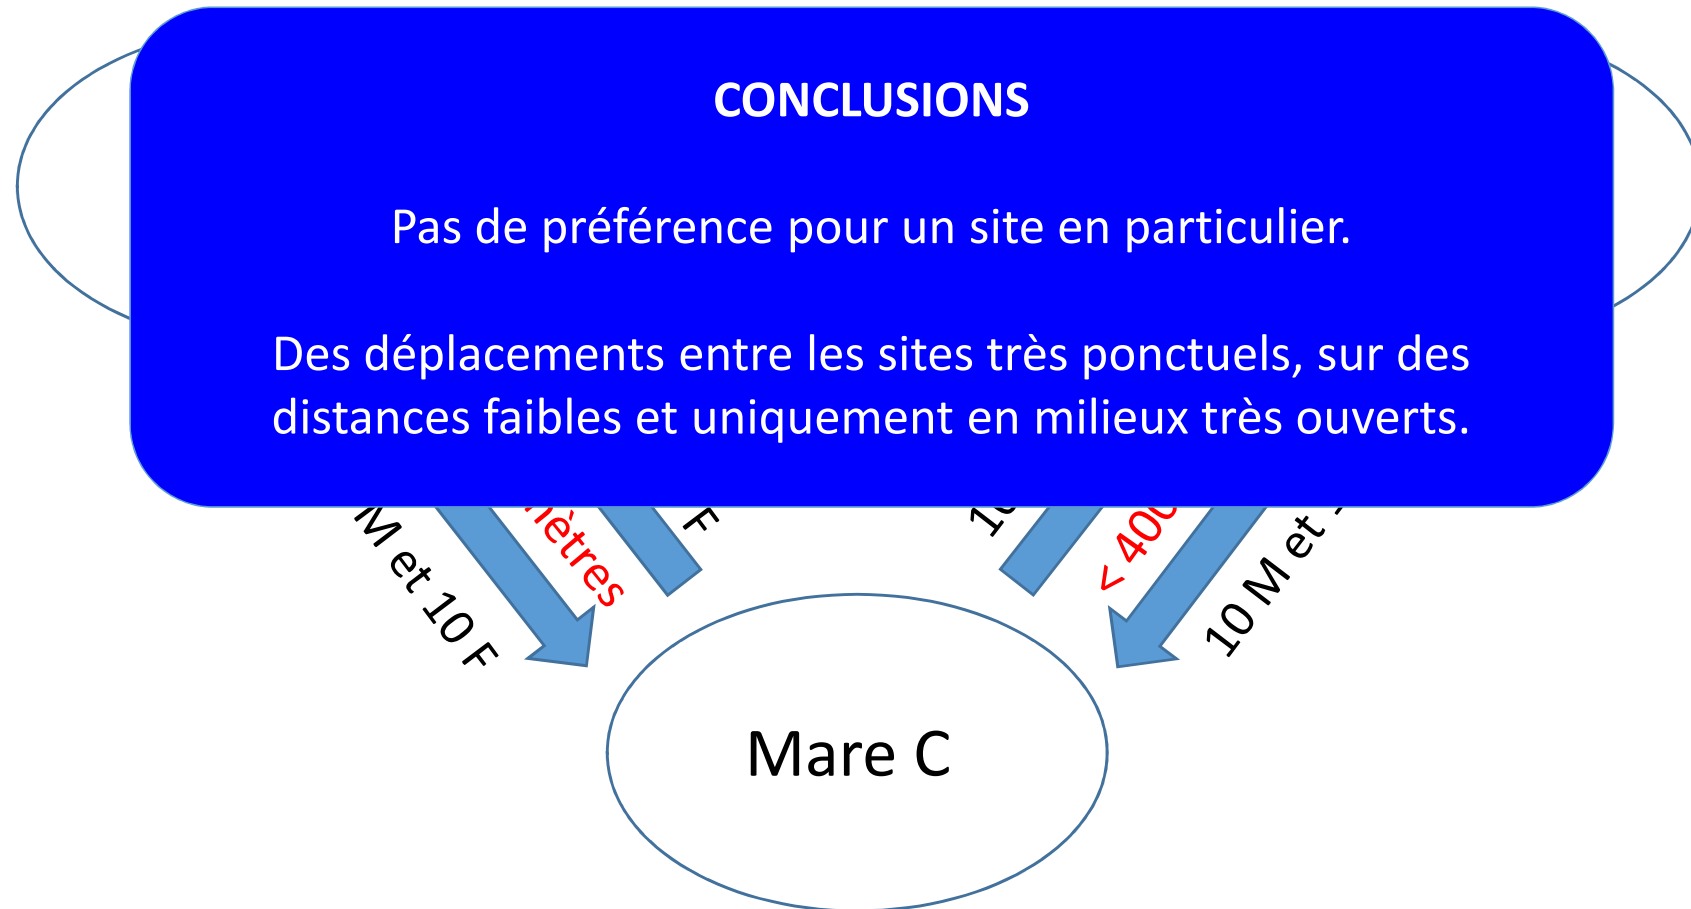 CONCLUSIONS
Pas de préférence pour un site en particulier.
Des déplacements entre les sites très ponctuels, sur des
distances faibles et uniquement en milieux très ouverts.
M et 10 F
F
10
< 400
10 M et
Mare C